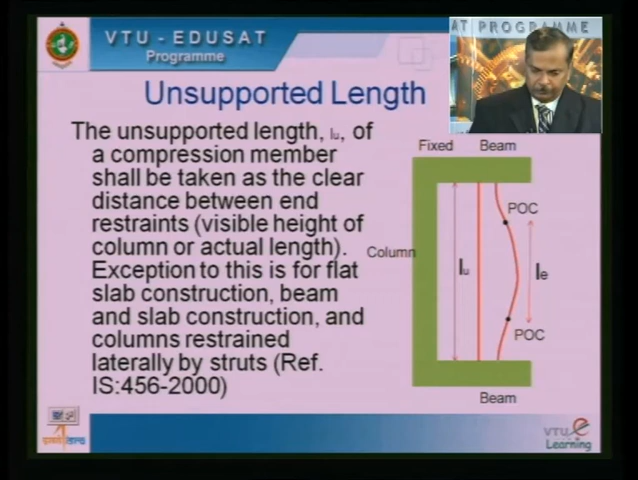 VTU - EDUSAT
Programme
AT PROGRAMME
Unsupported Length
The unsupported length, lu, of
a compression member
shall be taken as the clear
distance between end
restraints (visible height of
column or actual length).
Exception to this is for flat
slab construction, beam
and slab construction, and
columns restrained
laterally by struts (Ref.
IS:456-2000)
Fixed Beam
POC
Column
lu
le
POC
Beam
VTU e
Learning